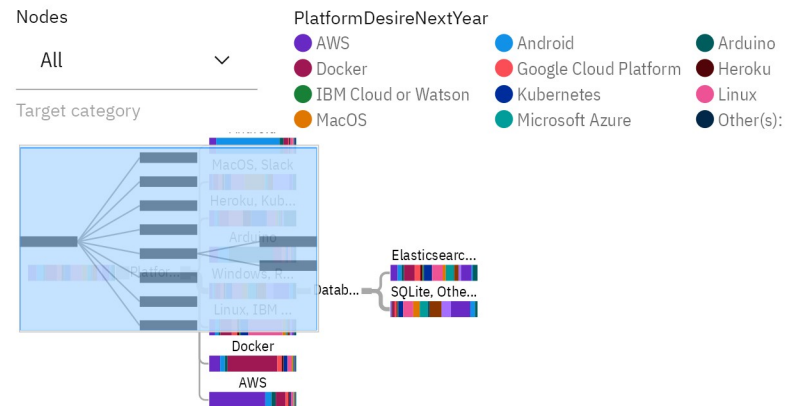 Nodes
All
Target category
PlatformDesireNextYear
AWS
Android
Arduino
Docker
Google Cloud Platform
Heroku
IBM Cloud or Watson
Kubernetes
Linux
MacOS
Microsoft Azure
Other(s):
MacOS, Slack
Heroku, Kub...
Arduino
Platfor...
Windows, R...
Linux, IBM ...
Docker
AWS
Datab...
Elasticsearc...
SQLite, Othe...